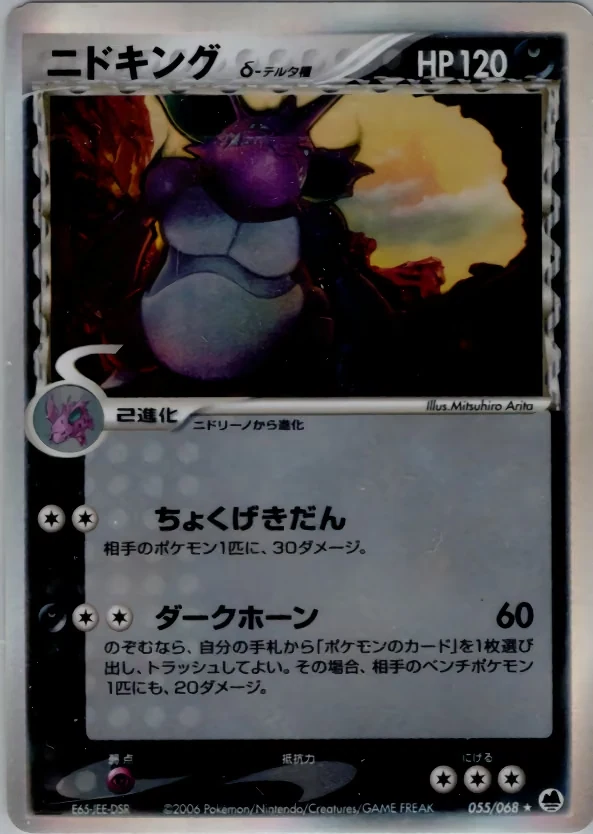 ニドキング δ-デルタ種 HP 120
Illus. Mitsuhiro Arita
2進化 ニドリーノから進化
ちょくげきだん
相手のポケモン1匹に、30ダメージ。
ダークホーン 60
のぞむなら、自分の手札から「ポケモンのカード」を1枚選び
出し、トラッシュしてよい。その場合、相手のベンチポケモン
1匹にも、20ダメージ。
弱点 抵抗力 にげる
E65-JEE-DSR ©2006 Pokémon/Nintendo/Creatures/GAME FREAK 055/068 ★